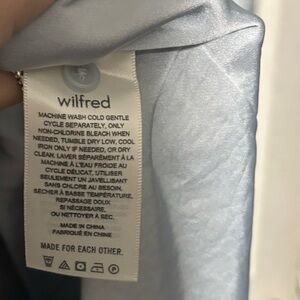 wilfred
MACHINE WASH COLD GENTLE
CYCLE SEPARATELY, ONLY
NON-CHLORINE BLEACH WHEN
NEEDED, TUMBLE DRY LOW, COOL
IRON ONLY IF NEEDED, OR DRY
CLEAN. LAVER SÉPARÉMENT À LA
MACHINE À L'EAU FROIDE AU
CYCLE DÉLICAT, UTILISER
SEULEMENT UN JAVELLISANT
SANS CHLORE AU BESOIN,
SÉCHER À BASSE TEMPÉRATURE,
REPASSAGE DOUX
SI NÉCESSAIRE,
OU NETTOYER À SEC.
MADE IN CHINA
FABRIQUÉ EN CHINE
MADE FOR EACH OTHER.